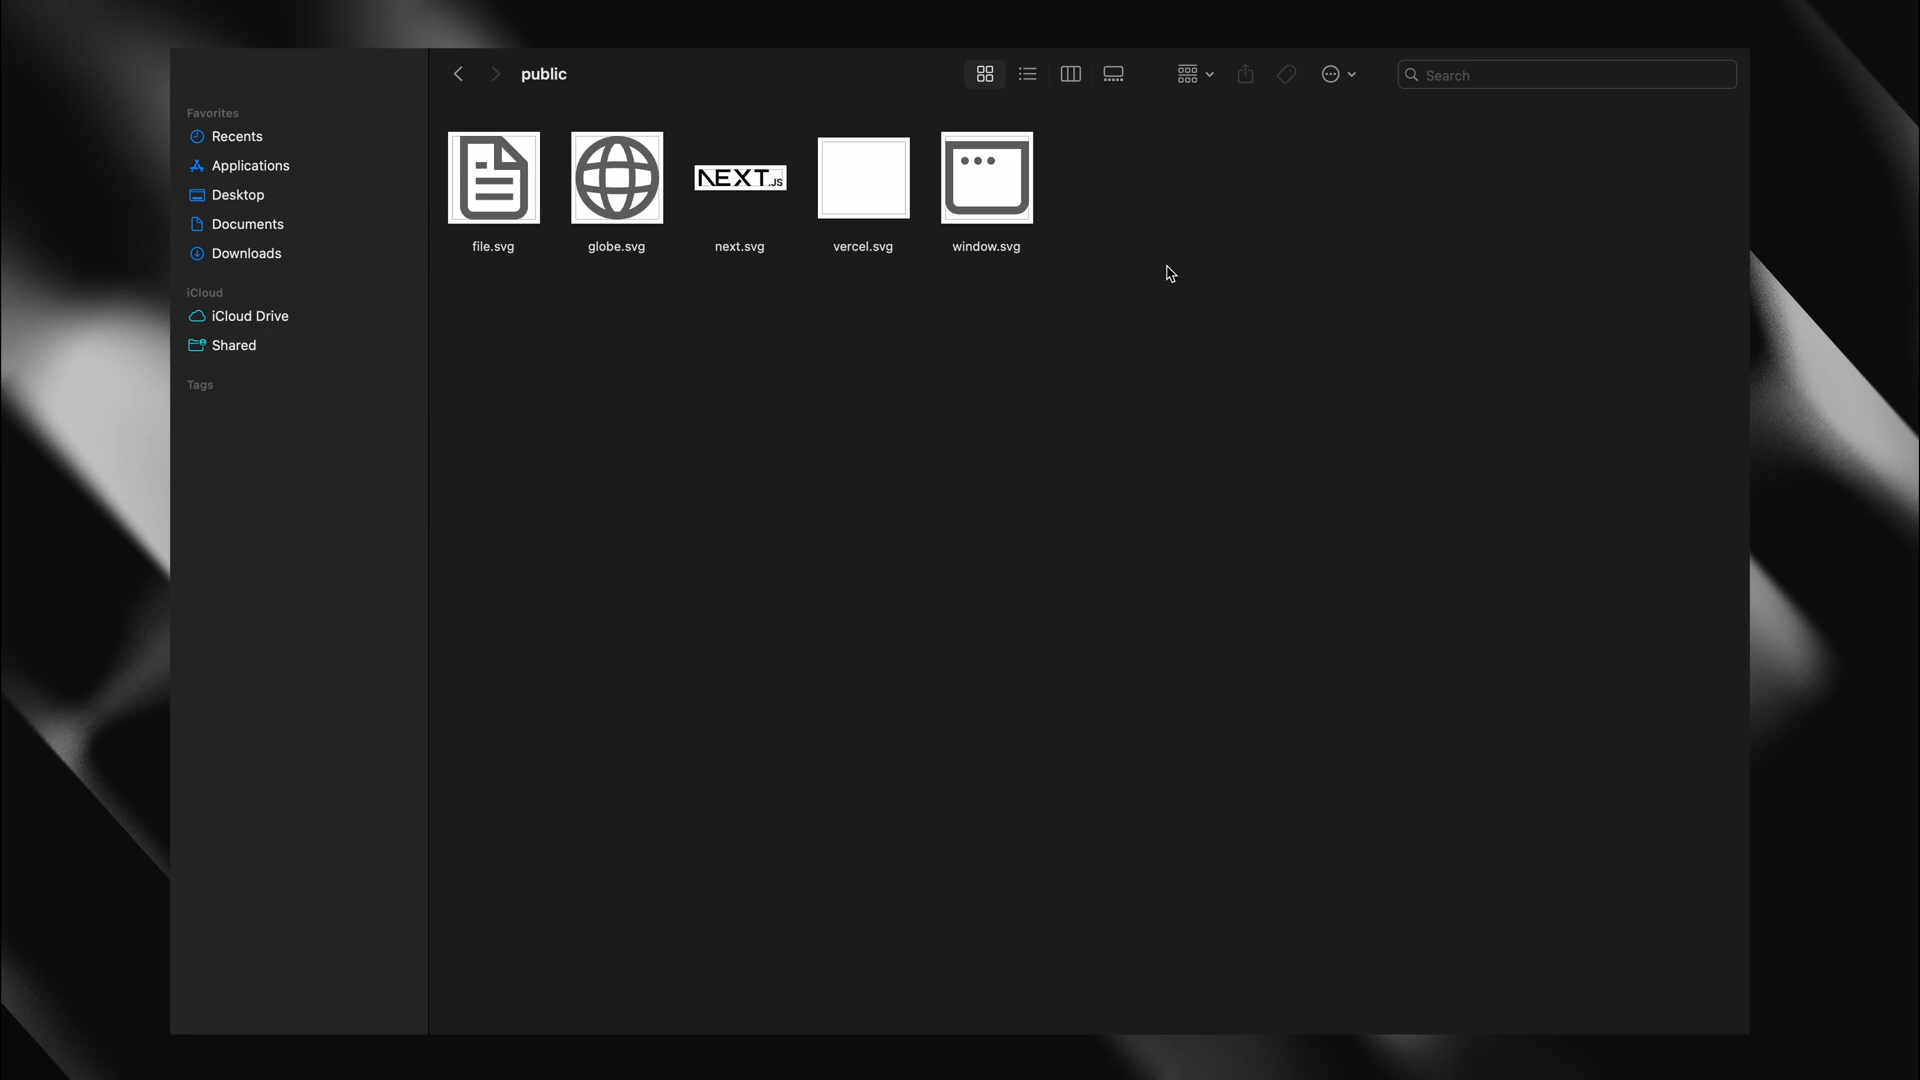 public
Search
Favorites
Recents
Applications
Desktop
Documents
Downloads
iCloud
iCloud Drive
Shared
Tags
NEXT.JS
file.svg
globe.svg
next.svg
vercel.svg
window.svg